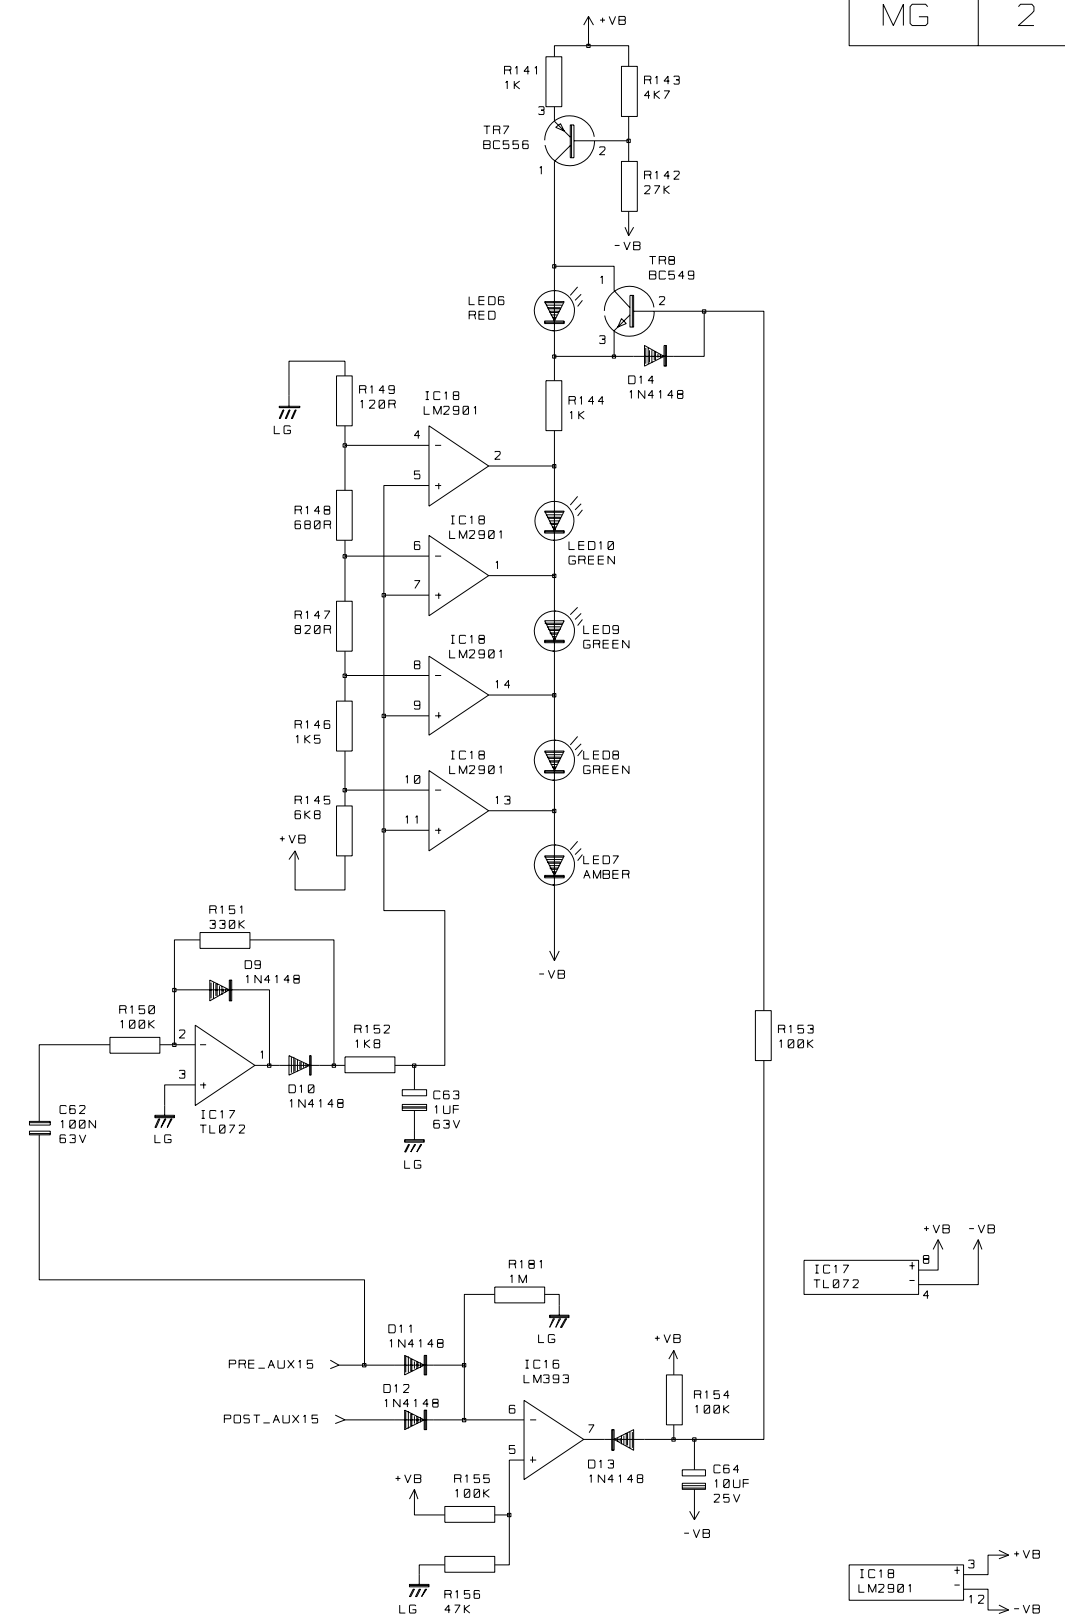 MG 2
+VB
R141
1K
R143
4K7
3
TR7
BC556
2
1
R142
27K
-VB
TR8
BC549
1
2
LED6
RED
3
D14
1N4148
R149
120R
IC18
LM2901
R144
1K
LG
4
-
2
5
+
R148
680R
IC18
LM2901
LED10
GREEN
6
-
1
7
+
R147
820R
LED9
GREEN
IC18
LM2901
8
-
14
9
+
R146
1K5
IC18
LM2901
LED8
GREEN
10
-
13
R145
6K8
11
+
+VB
LED7
AMBER
R151
330K
-VB
D9
1N4148
R150
100K
R152
1K8
R153
100K
2
-
1
3
+
D10
1N4148
C63
1UF
63V
C62
100N
63V
LG
IC17
TL072
LG
+VB -VB
R181
1M
IC17
TL072
+
8
-
4
LG
D11
1N4148
+VB
PRE_AUX15
IC16
LM393
D12
1N4148
R154
100K
POST_AUX15
6
-
7
5
+
D13
1N4148
C64
10UF
25V
+VB
R155
100K
-VB
R156
47K
LG
IC18
LM2901
+
3
+VB
-
12
-VB